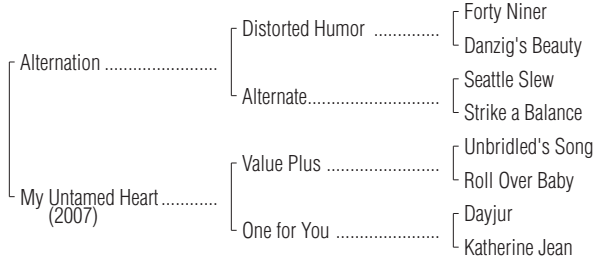 Forty Niner
Distorted Humor ..............
Danzig's Beauty
Alternation ........................
Seattle Slew
Alternate............................
Strike a Balance
Unbridled's Song
Value Plus ........................
Roll Over Baby
My Untamed Heart............
(2007)
Dayjur
One for You ......................
Katherine Jean